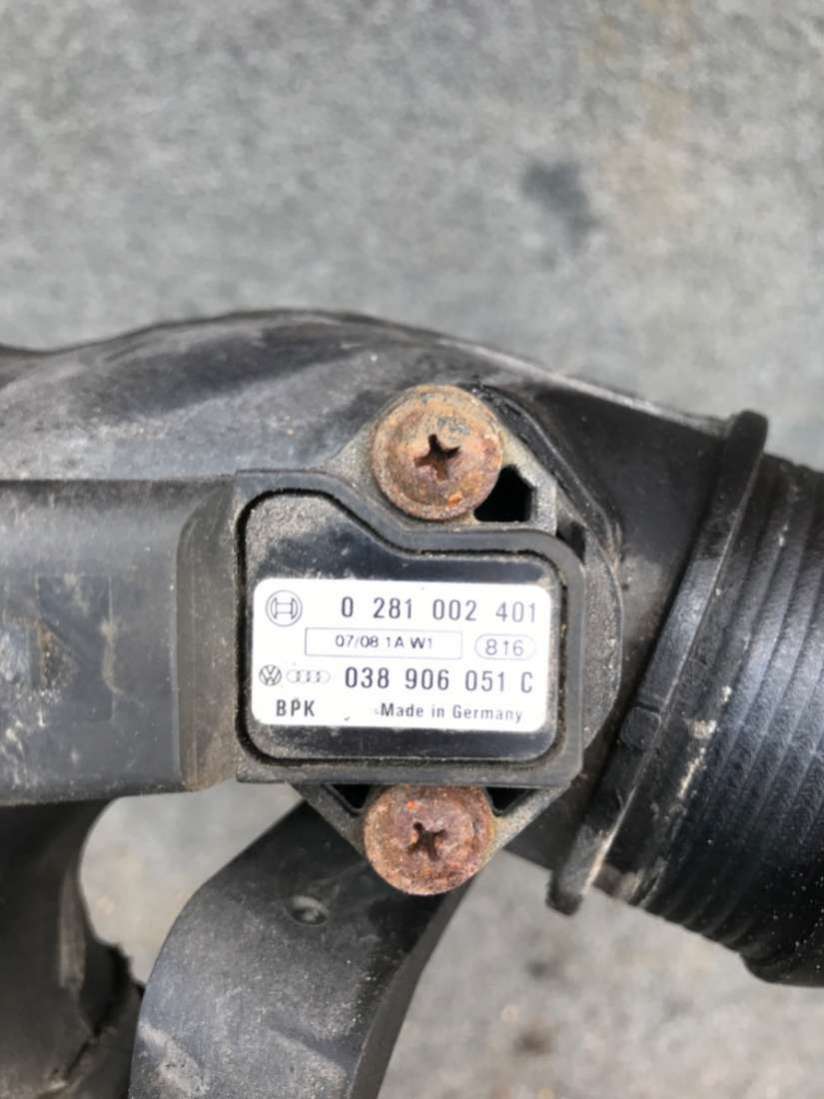 0 281 002 401
07/08 1A W1 816
038 906 051 C
BPK Made in Germany